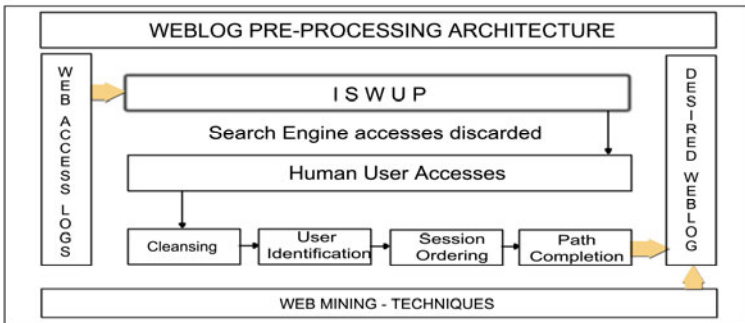 WEBLOG PRE-PROCESSING ARCHITECTURE
WEB ACCESS LOGS
I S W U P
Search Engine accesses discarded
Human User Accesses
Cleansing
User
Identification
Session
Ordering
Path
Completion
DESIRED WEBLOG
WEB MINING - TECHNIQUES